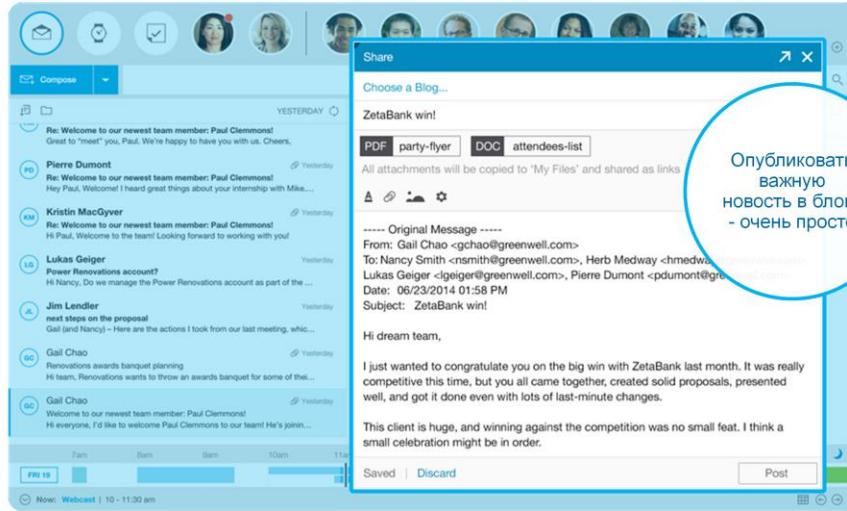 Compose
YESTERDAY
Re: Welcome to our newest team member: Paul Clemmons!
Great to "meet" you, Paul. We're happy to have you with us. Cheers,
PD
Pierre Dumont
Yesterday
Re: Welcome to our newest team member: Paul Clemmons!
Hey Paul, Welcome! I heard great things about your internship with Mike....
KM
Kristin MacGyver
Yesterday
Re: Welcome to our newest team member: Paul Clemmons!
Hi Paul, Welcome to the team! Looking forward to working with you!
LG
Lukas Geiger
Yesterday
Power Renovations account?
Hi Nancy, Do we manage the Power Renovations account as part of the ...
JL
Jim Lendler
Yesterday
next steps on the proposal
Gail (and Nancy) – Here are the actions I took from our last meeting, whic...
GC
Gail Chao
Yesterday
Renovations awards banquet planning
Hi team, Renovations wants to throw an awards banquet for some of thei...
GC
Gail Chao
Yesterday
Welcome to our newest team member: Paul Clemmons!
Hi everyone, I'd like to welcome Paul Clemmons to our team! He's joinin...
7am 8am 9am 10am 11am
FRI 19
Now: Webcast | 10 - 11:30 am
Share
Choose a Blog...
ZetaBank win!
PDF party-flyer DOC attendees-list
All attachments will be copied to 'My Files' and shared as links
----- Original Message -----
From: Gail Chao <gchao@greenwell.com>
To: Nancy Smith <nsmith@greenwell.com>, Herb Medway
Lukas Geiger <lgeiger@greenwell.com>, Pierre Dumont
Date: 06/23/2014 01:58 PM
Subject: ZetaBank win!
Hi dream team,
I just wanted to congratulate you on the big win with ZetaBank last month. It was really
competitive this time, but you all came together, created solid proposals, presented
well, and got it done even with lots of last-minute changes.
This client is huge, and winning against the competition was no small feat. I think a
small celebration might be in order.
Saved | Discard
Post
Опубликовать
важную
новость в блог
- очень просто